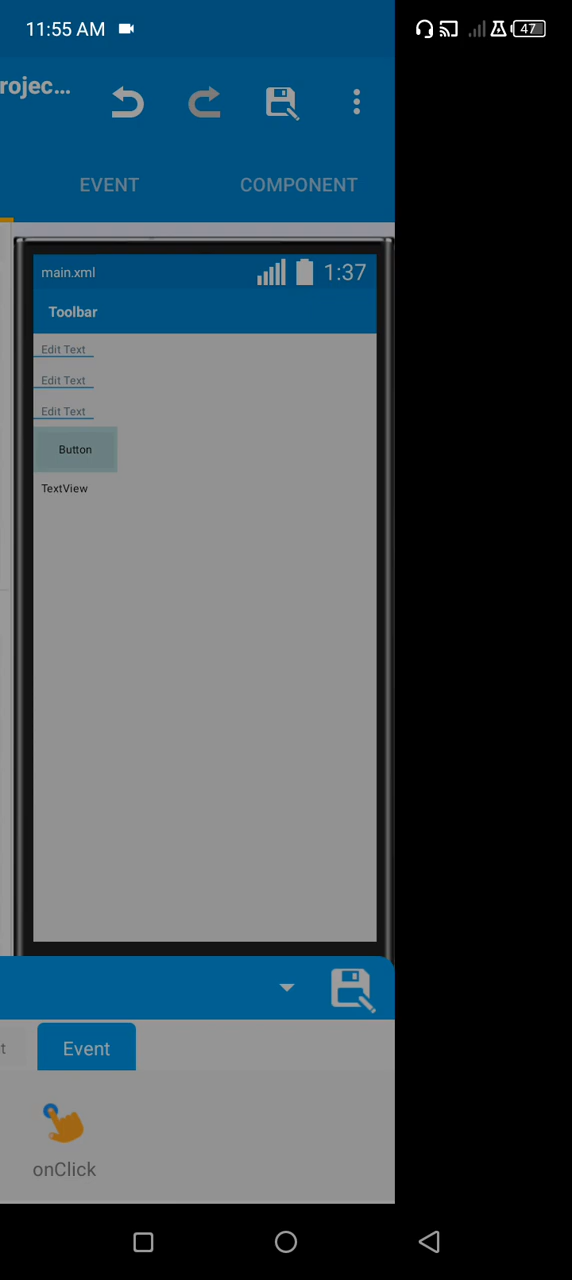 11:55 AM
47
rojec...
EVENT COMPONENT
main.xml 1:37
Toolbar
Edit Text
Edit Text
Edit Text
Button
TextView
t Event
onClick